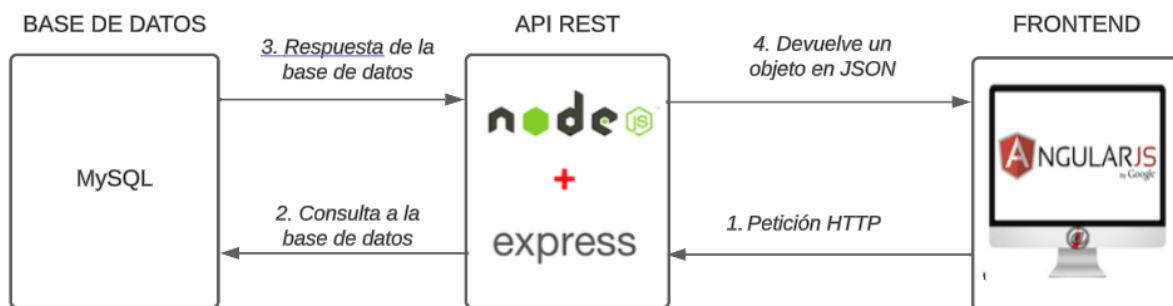 BASE DE DATOS
API REST
FRONTEND
3. Respuesta de la
base de datos
4. Devuelve un
objeto en JSON
node JS
ANGULARJS
by Google
MySQL
+
2. Consulta a la
base de datos
1. Petición HTTP
express